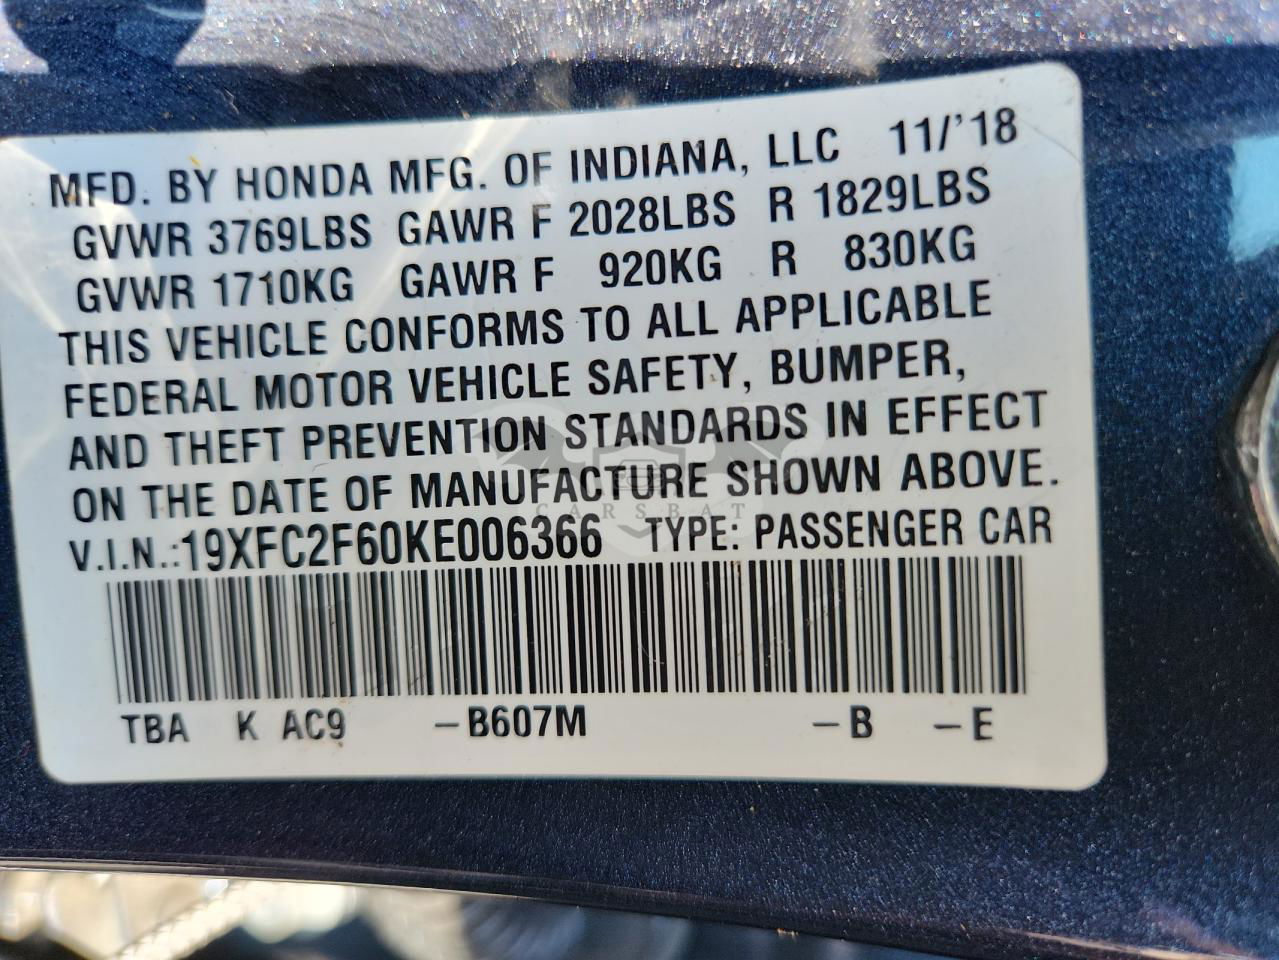 MFD. BY HONDA MFG. OF INDIANA, LLC 11/'18
GVWR 3769LBS GAWR F 2028LBS R 1829LBS
GVWR 1710KG GAWR F 920KG R 830KG
THIS VEHICLE CONFORMS TO ALL APPLICABLE
FEDERAL MOTOR VEHICLE SAFETY, BUMPER,
AND THEFT PREVENTION STANDARDS IN EFFECT
ON THE DATE OF MANUFACTURE SHOWN ABOVE.
CARSBAT
V.I.N.:19XFC2F60KE006366 TYPE: PASSENGER CAR
TBA K AC9 –B607M –B –E